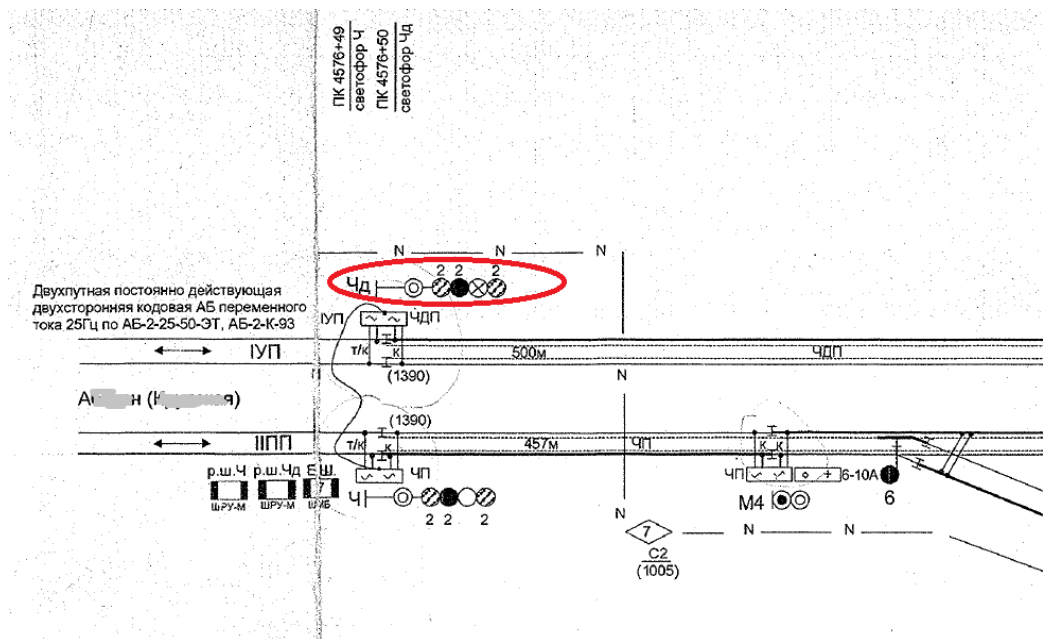 ПК 4576+49
светофор Ч
ПК 4576+50
светофор Чд
N N N
2 2 2
Чд
Двухпутная постоянно действующая
двухсторонняя кодовая АБ переменного
тока 25Гц по АБ-2-25-50-ЭТ, АБ-2-К-93
IУП ЧДП
IУП т/к к 500м ЧДП
(1390)
N
(1390)
IIПП т/к к 457м ЧП к к
р.ш.Ч р.ш.Чд Б.Ш. ЧП ЧП 6-10А
7
ШРУ-М ШРУ-М
Ч М4 6
2 2 2
N
7 N N
С2
(1005)